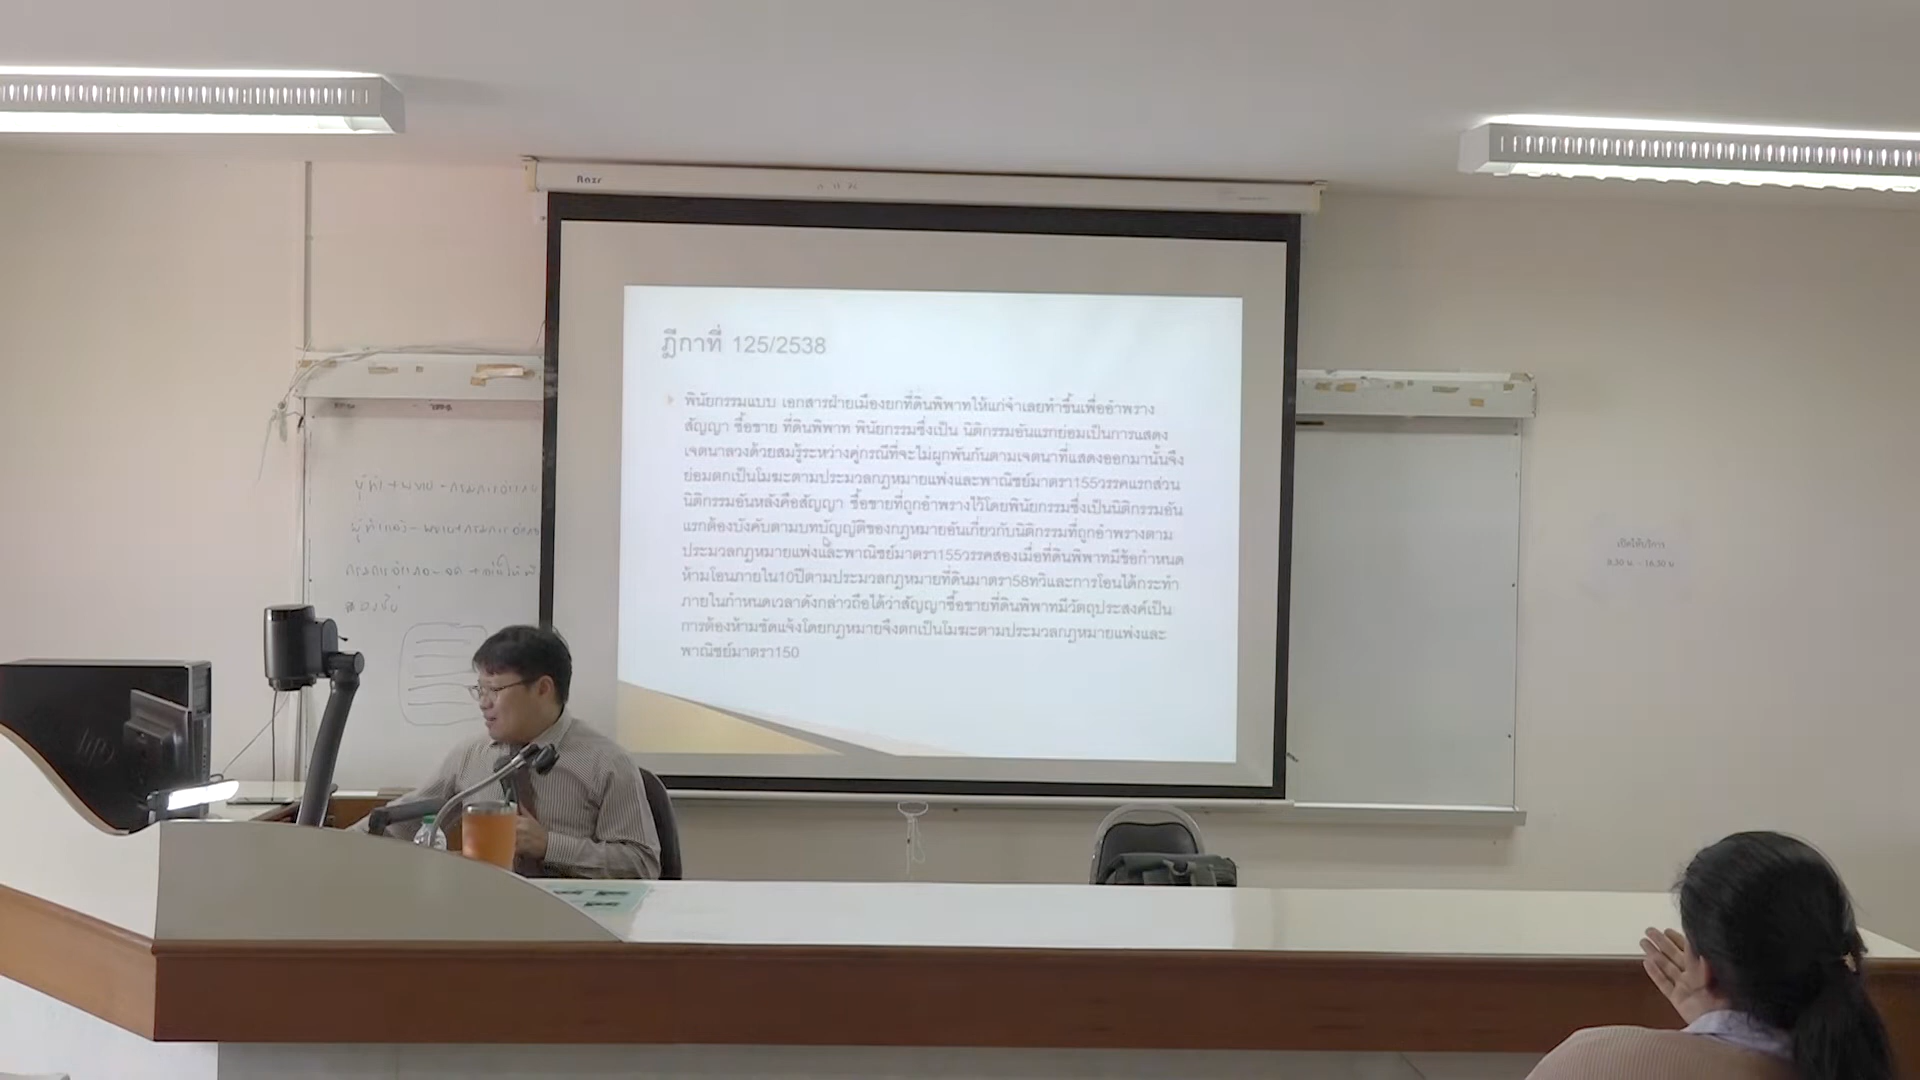 ฎีกาที่ 125/2538
พินัยกรรมแบบ เอกสารฝ่ายเมืองยกที่ดินพิพาทให้แก่จำเลยทำขึ้นเพื่ออำพราง
สัญญา ซื้อขาย ที่ดินพิพาท พินัยกรรมซึ่งเป็น นิติกรรมอันแรกย่อมเป็นการแสดง
เจตนาลวงด้วยสมรู้ระหว่างคู่กรณีที่จะไม่ผูกพันกันตามเจตนาที่แสดงออกมานั้นจึง
ย่อมตกเป็นโมฆะตามประมวลกฎหมายแพ่งและพาณิชย์มาตรา155วรรคแรกส่วน
นิติกรรมอันหลังคือสัญญา ซื้อขายที่ถูกอำพรางไว้โดยพินัยกรรมซึ่งเป็นนิติกรรมอัน
แรกต้องบังคับตามบทบัญญัติของกฎหมายอันเกี่ยวกับนิติกรรมที่ถูกอำพรางตาม
ประมวลกฎหมายแพ่งและพาณิชย์มาตรา155วรรคสองเมื่อที่ดินพิพาทมีข้อกำหนด
ห้ามโอนภายใน10ปีตามประมวลกฎหมายที่ดินมาตรา58ทวิและการโอนได้กระทำ
ภายในกำหนดเวลาดังกล่าวถือได้ว่าสัญญาซื้อขายที่ดินพิพาทมีวัตถุประสงค์เป็น
การต้องห้ามชัดแจ้งโดยกฎหมายจึงตกเป็นโมฆะตามประมวลกฎหมายแพ่งและ
พาณิชย์มาตรา150
เปิดให้บริการ
8.30 น. - 16.30 น
hp